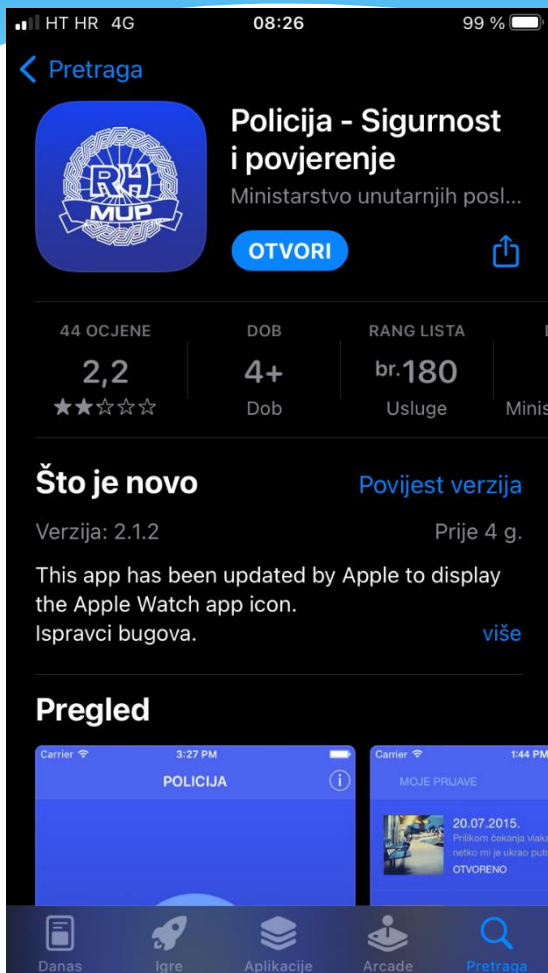 HT HR 4G 08:26 99 %
Pretraga
Policija - Sigurnost
i povjerenje
Ministarstvo unutarnjih posl...
RH
MUP
OTVORI
44 OCJENE DOB RANG LISTA
2,2 4+ br.180
Dob Usluge Minis
Što je novo Povijest verzija
Verzija: 2.1.2 Prije 4 g.
This app has been updated by Apple to display
the Apple Watch app icon.
Ispravci bugova. više
Pregled
Carrier 3:27 PM Carrier 1:44 PM
POLICIJA MOJE PRIJAVE
20.07.2015.
Prilikom čekanja vlaka
netko mi je ukrao putn
OTVORENO
Danas Igre Aplikacije Arcade Pretraga